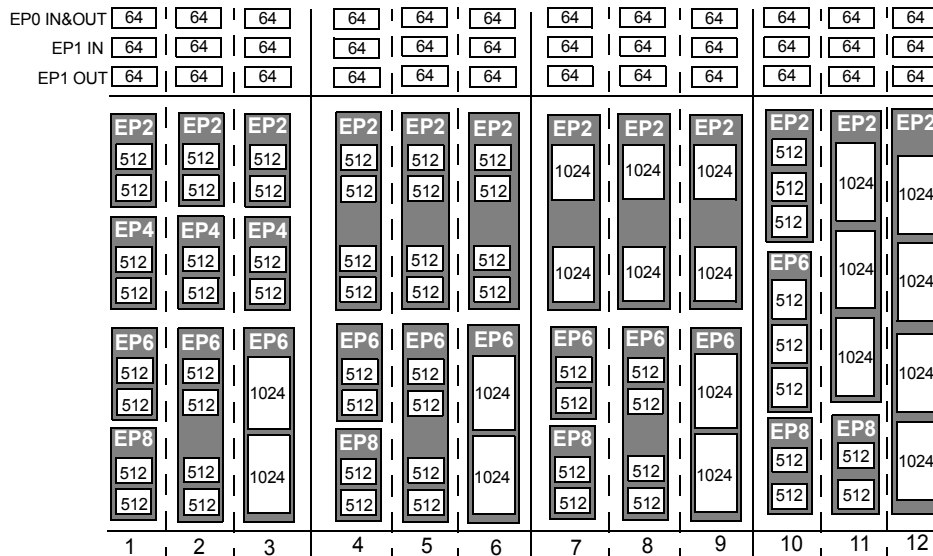 EP0 IN&OUT 64 64 64 64 64 64 64 64 64 64 64 64
EP1 IN 64 64 64 64 64 64 64 64 64 64 64 64
EP1 OUT 64 64 64 64 64 64 64 64 64 64 64 64
EP2 EP2 EP2 EP2 EP2 EP2 EP2 EP2 EP2 EP2 EP2 EP2
512 512 512 512 512 512 1024 1024 1024 512 1024 1024
512 512 512 512 512 512 512
512
EP4 EP4 EP4
512 512 512 512 512 512 1024 1024 1024 EP6 1024 1024
512 512 512 512 512 512 512
EP6 EP6 EP6 EP6 EP6 EP6 EP6 EP6 EP6 512 1024
512 512 512 512 512 512 1024
1024 1024 1024 512
512 512 512 512 512 512
EP8 EP8 EP8 EP8 EP8
512 512 1024 512 512 1024 512 512 1024 512 512 1024
512 512 512 512 512 512 512 512
1 2 3 4 5 6 7 8 9 10 11 12